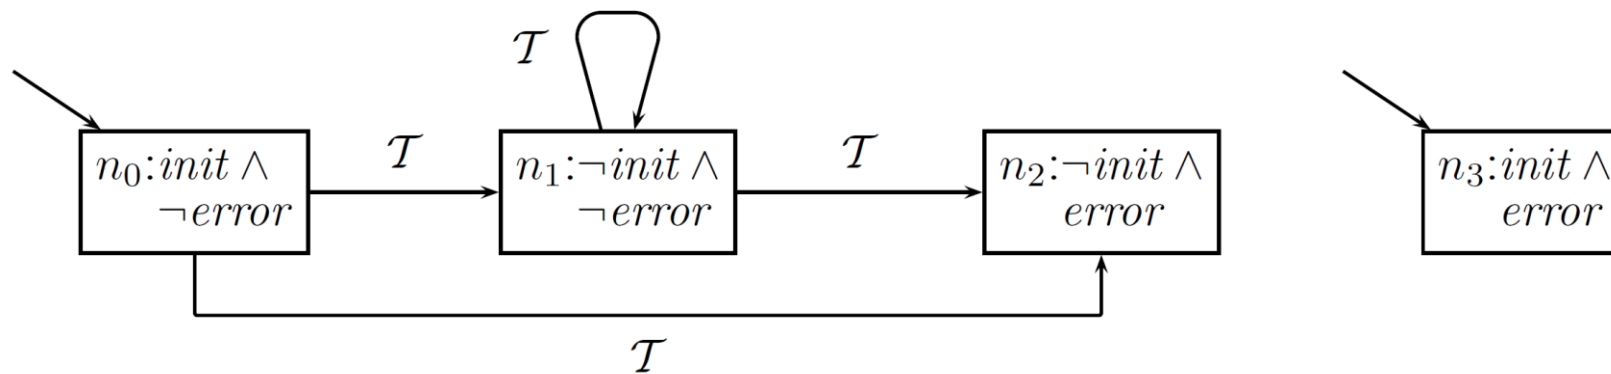 𝒯
𝒯
𝒯
n₀:init ∧
¬error
n₁:¬init ∧
¬error
n₂:¬init ∧
error
n₃:init ∧
error
𝒯